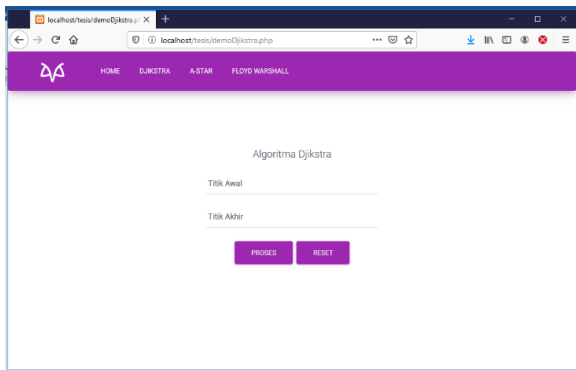 localhost/tesis/demoDjikstra.p
localhost/tesis/demoDjikstra.php
HOME DJIKSTRA A-STAR FLOYD WARSHALL
Algoritma Djikstra
Titik Awal
Titik Akhir
PROSES RESET